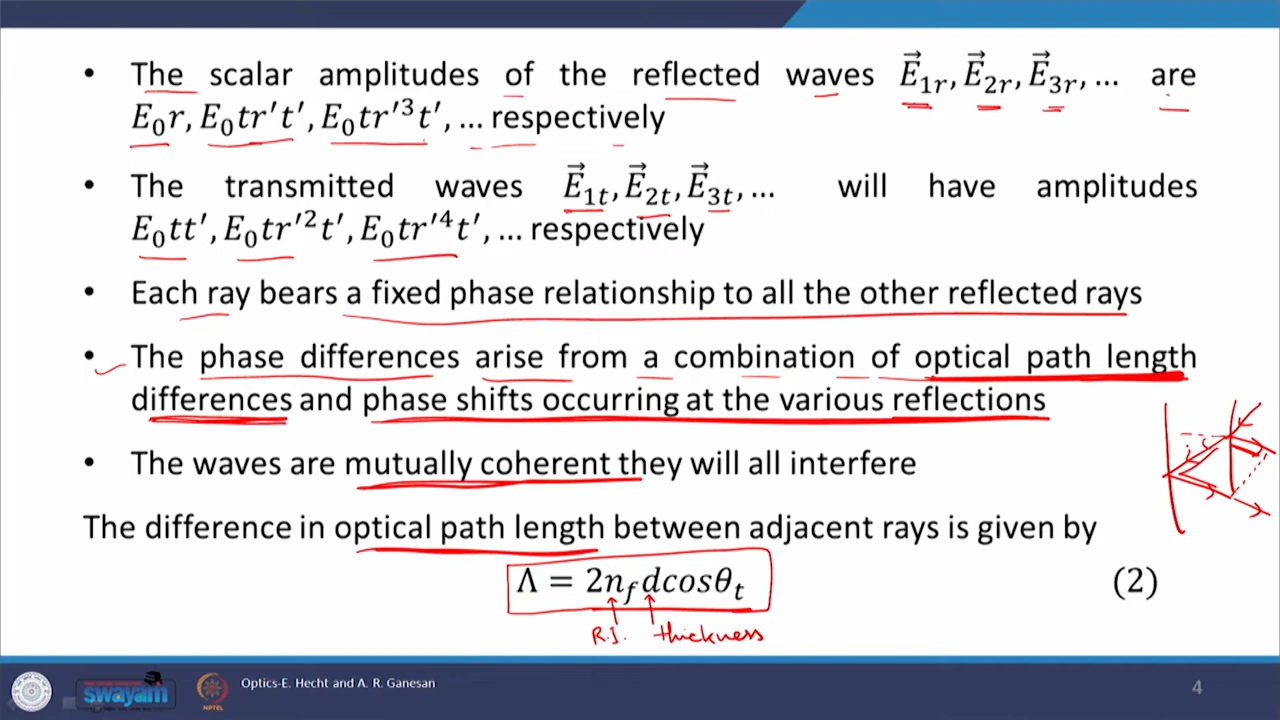 • The scalar amplitudes of the reflected waves E⃗₁ᵣ, E⃗₂ᵣ, E⃗₃ᵣ, ... are
E₀r, E₀tr′t′, E₀tr′³t′, ... respectively
• The transmitted waves E⃗₁ₜ, E⃗₂ₜ, E⃗₃ₜ, ... will have amplitudes
E₀tt′, E₀tr′²t′, E₀tr′⁴t′, ... respectively
• Each ray bears a fixed phase relationship to all the other reflected rays
• The phase differences arise from a combination of optical path length
differences and phase shifts occurring at the various reflections
• The waves are mutually coherent they will all interfere
The difference in optical path length between adjacent rays is given by
Λ = 2n_f dcosθₜ (2)
R.I. thickness
swayam NPTEL Optics-E. Hecht and A. R. Ganesan 4